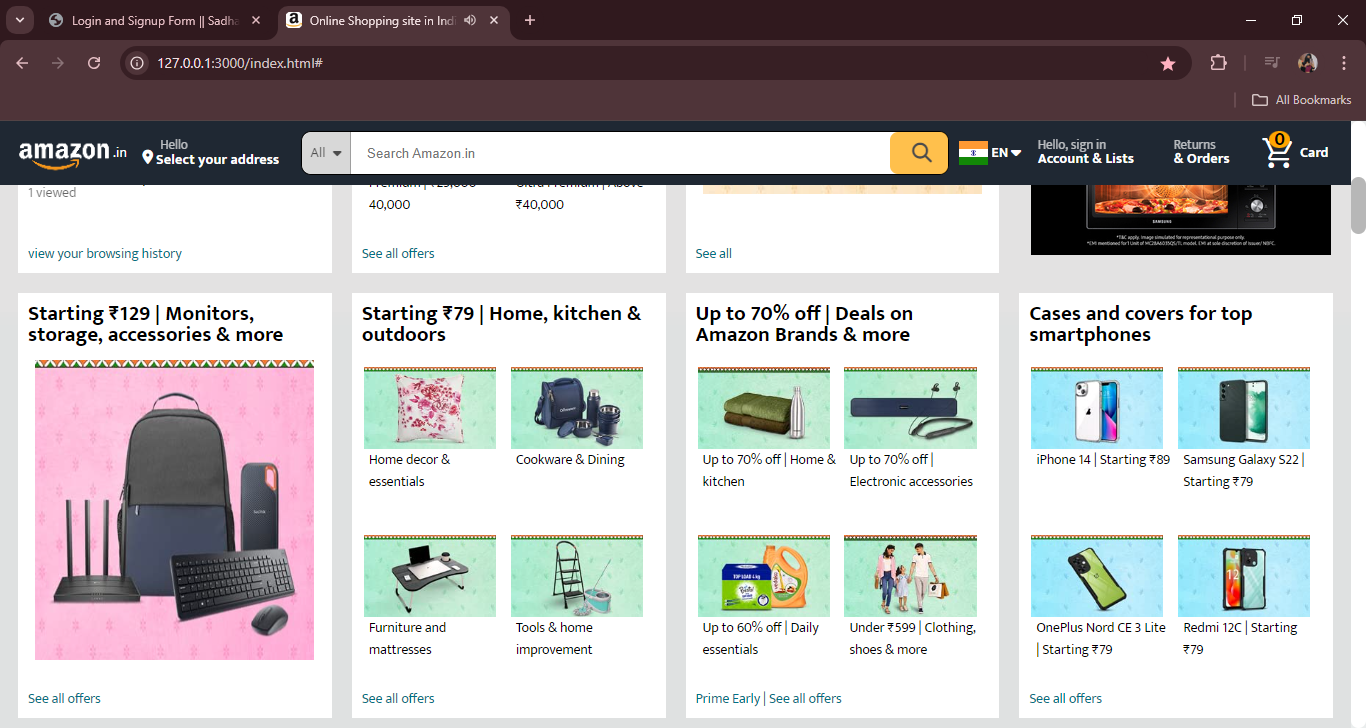 Login and Signup Form || Sadha
Online Shopping site in Indi
127.0.0.1:3000/index.html#
All Bookmarks
amazon.in
Hello
Select your address
All
Search Amazon.in
EN
Hello, sign in
Account & Lists
Returns
& Orders
0
Card
1 viewed
Premium | ₹25,000
40,000
Ultra Premium | Above
₹40,000
view your browsing history
See all offers
See all
SAMSUNG
*T&C apply. Image simulated for representational purpose only.
Starting ₹129 | Monitors,
storage, accessories & more
See all offers
Starting ₹79 | Home, kitchen &
outdoors
Home decor &
essentials
Cookware & Dining
Furniture and
mattresses
Tools & home
improvement
See all offers
Up to 70% off | Deals on
Amazon Brands & more
Up to 70% off | Home &
kitchen
Up to 70% off |
Electronic accessories
TOP LOAD 4 kg
Up to 60% off | Daily
essentials
Under ₹599 | Clothing,
shoes & more
Prime Early | See all offers
Cases and covers for top
smartphones
iPhone 14 | Starting ₹89
Samsung Galaxy S22 |
Starting ₹79
OnePlus Nord CE 3 Lite
| Starting ₹79
12
Redmi 12C | Starting
₹79
See all offers